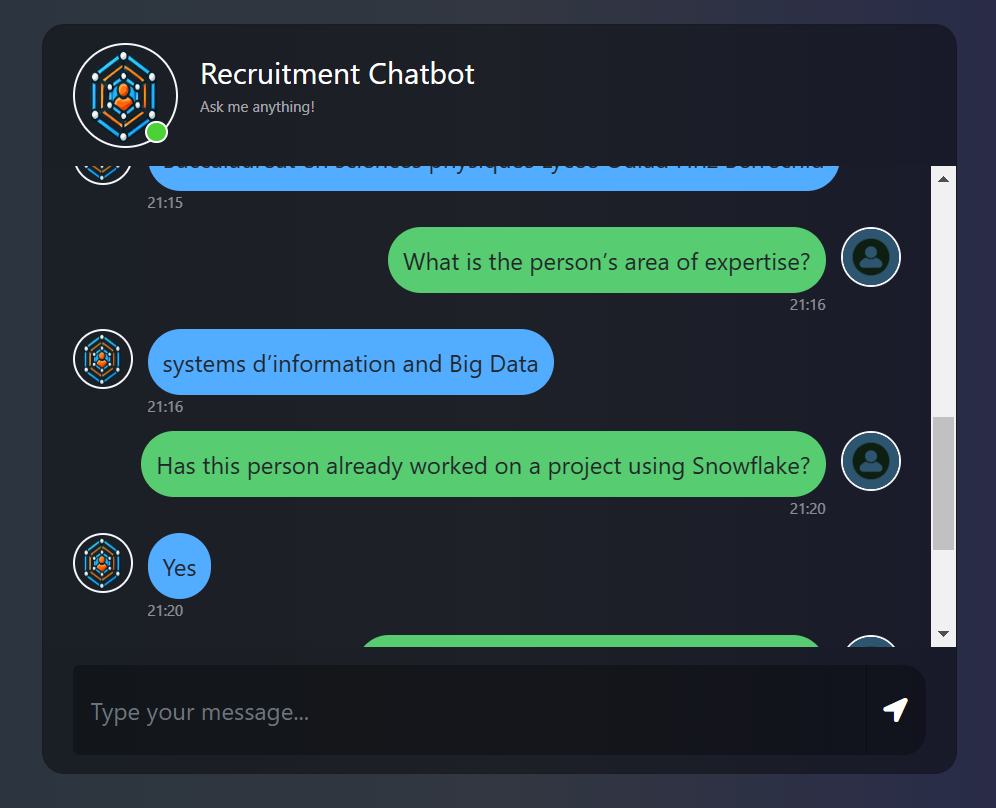 Recruitment Chatbot
Ask me anything!
21:15
What is the person's area of expertise?
21:16
systems d'information and Big Data
21:16
Has this person already worked on a project using Snowflake?
21:20
Yes
21:20
Type your message...